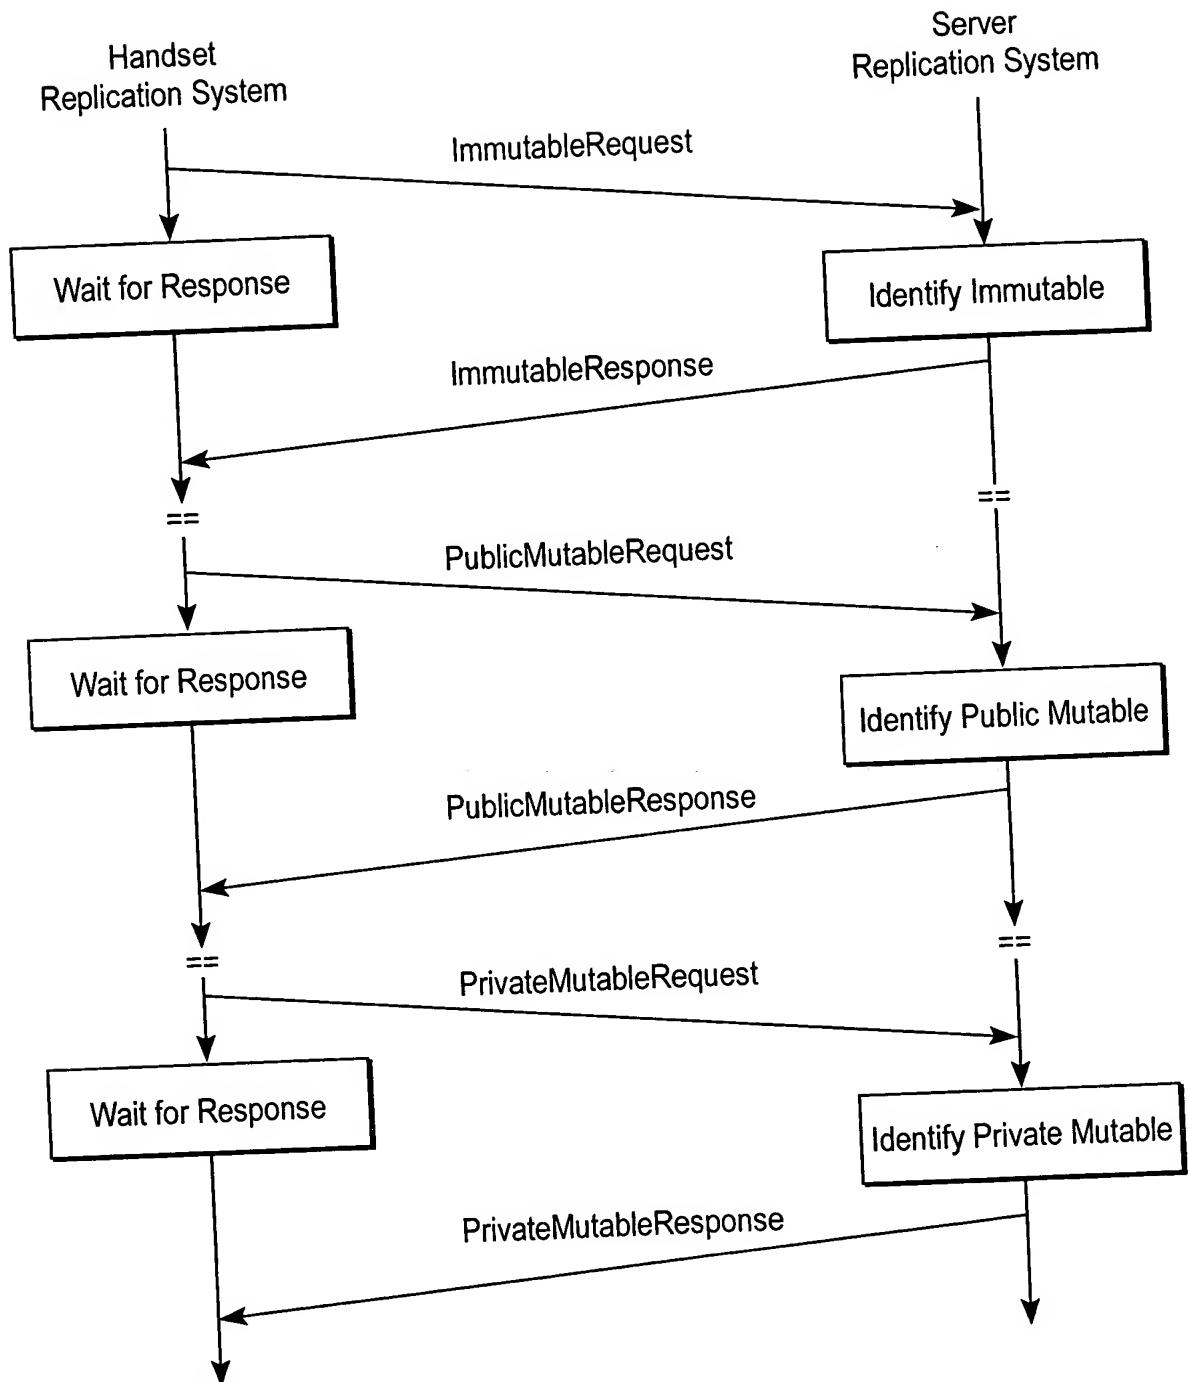 Handset
Replication System
Server
Replication System
ImmutableRequest
Wait for Response
Identify Immutable
ImmutableResponse
==
==
PublicMutableRequest
Wait for Response
Identify Public Mutable
PublicMutableResponse
==
==
PrivateMutableRequest
Wait for Response
Identify Private Mutable
PrivateMutableResponse